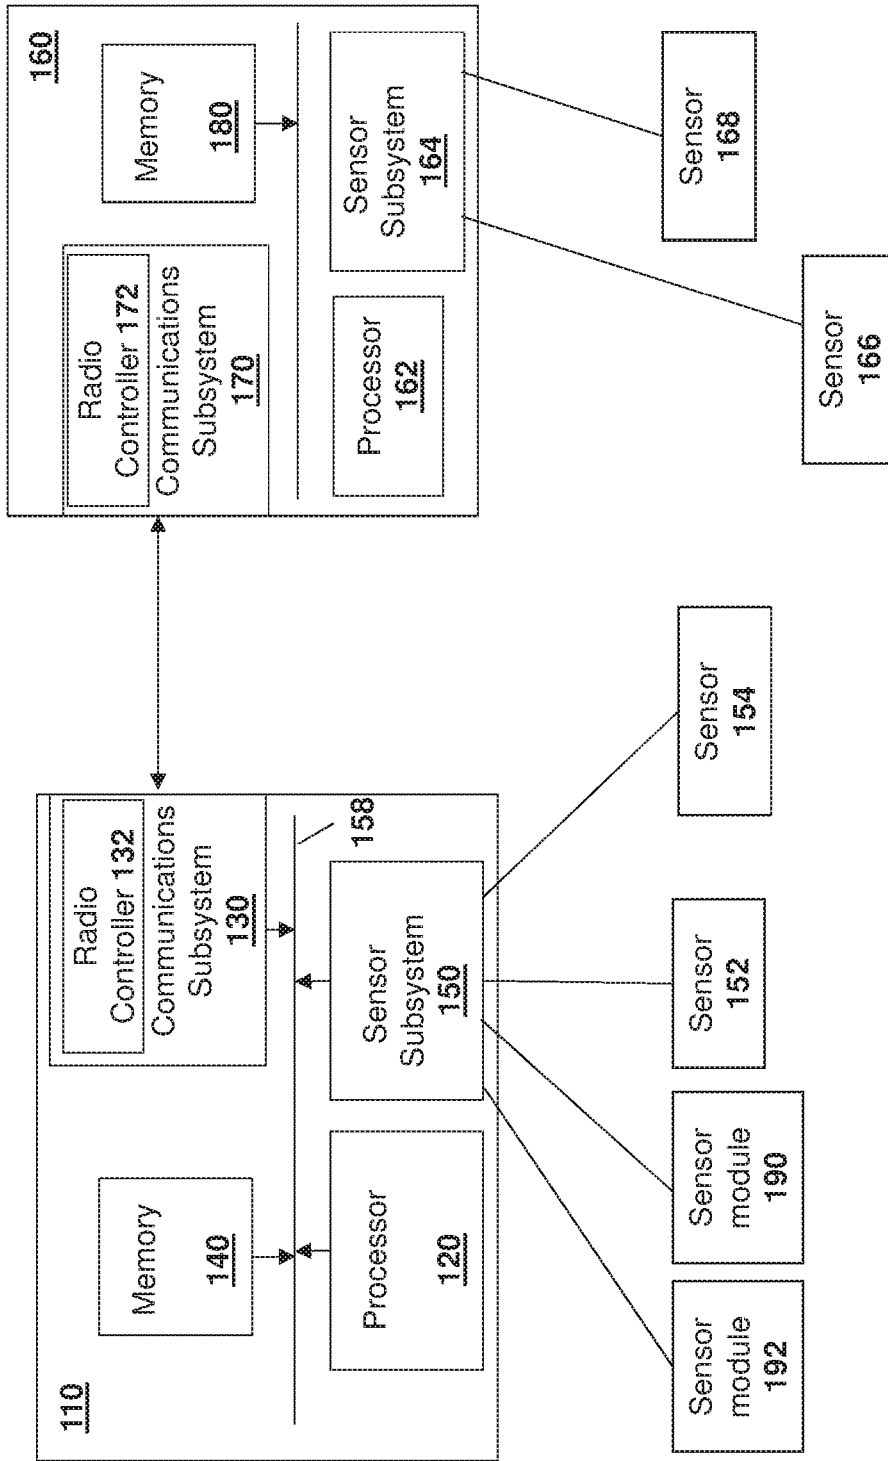 110
Memory
140
Radio
Controller 132
Communications
Subsystem
130
158
Processor
120
Sensor
Subsystem
150
Sensor
module
192
Sensor
module
190
Sensor
152
Sensor
154
160
Radio
Controller 172
Communications
Subsystem
170
Memory
180
Processor
162
Sensor
Subsystem
164
Sensor
166
Sensor
168